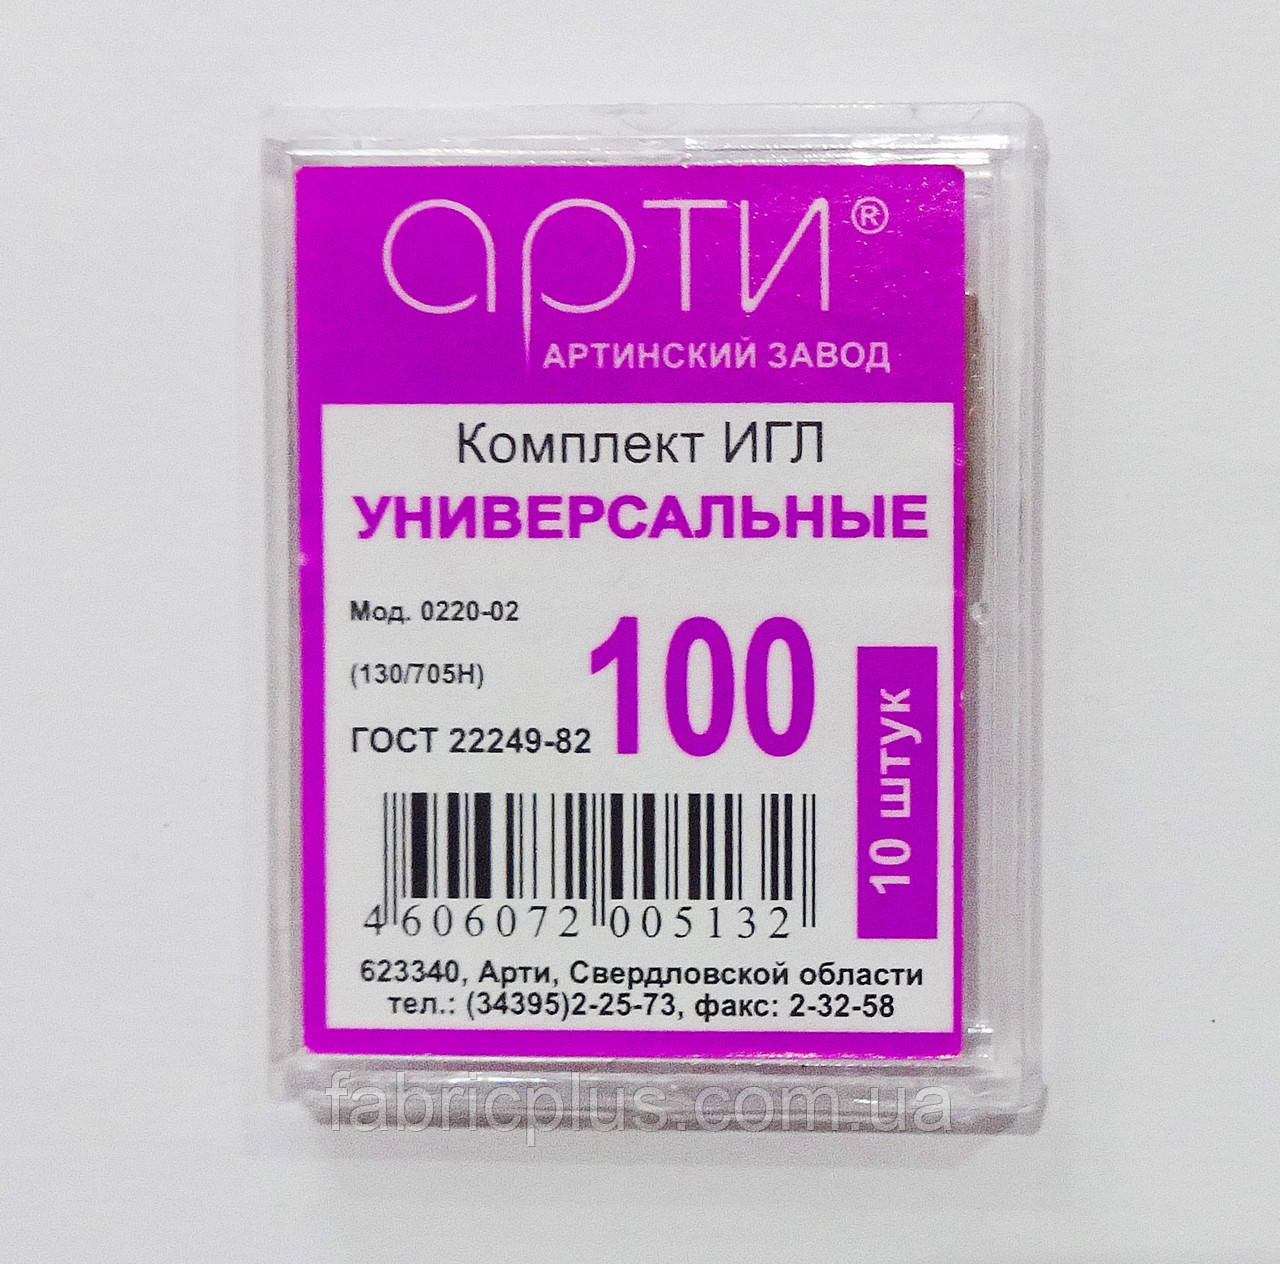 арти®
АРТИНСКИЙ ЗАВОД
Комплект ИГЛ
УНИВЕРСАЛЬНЫЕ
Мод. 0220-02
(130/705H)
100
ГОСТ 22249-82
10 штук
4 606072 005132
623340, Арти, Свердловской области
тел.: (34395)2-25-73, факс: 2-32-58
fabricplus.com.ua